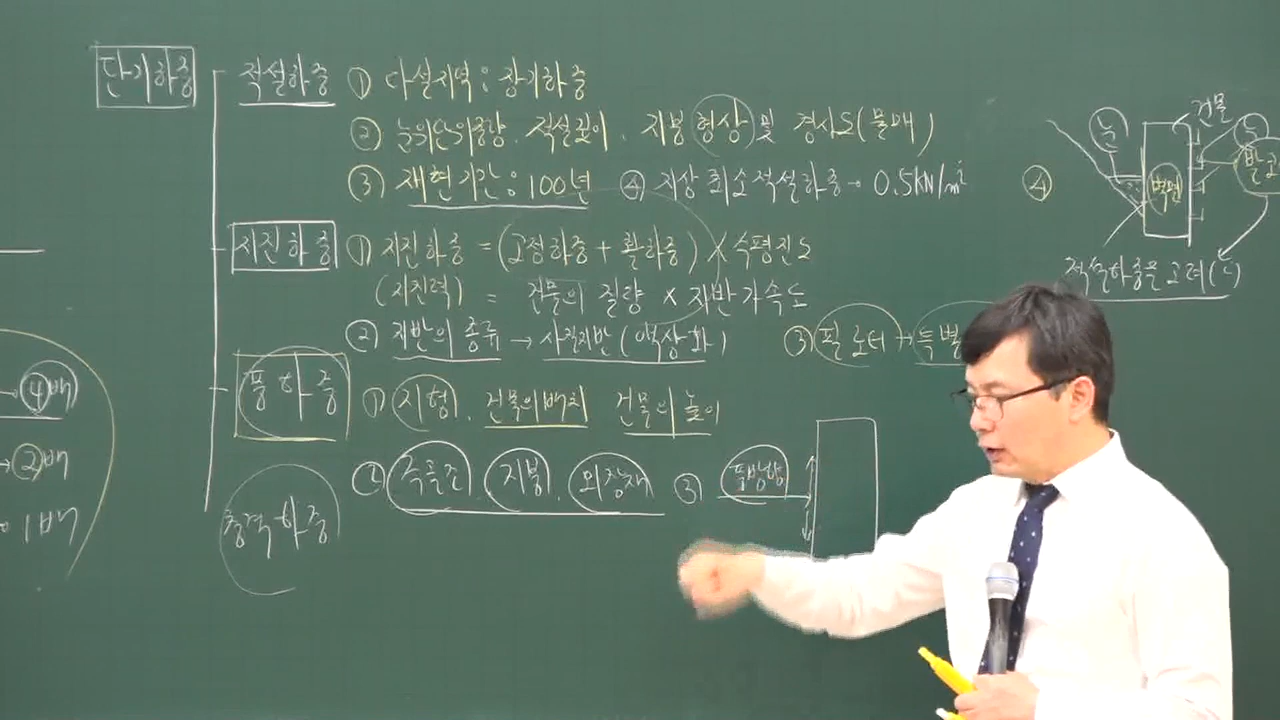 단기하중
적설하중 ① 다설지역 : 장기하중
② 눈의 단위중량, 적설깊이, 지붕 형상 및 경사도(물매)
③ 재현기간 : 100년 ④ 지상 최소 적설하중 → 0.5kN/m²
지진하중 ① 지진하중 = (고정하중 + 활하중) × 수평진도
(지진력) = 건물의 질량 × 지반가속도
② 지반의 종류 → 사질지반 (액상화) ③ 필로티 → 특별
풍하중 ① 지형, 건물의 배치 건물의 높이
② 주골조, 지붕, 외장재 ③ 풍방향
충격하중
④ 눈 건물 눈
벽면 발코
적설하중을 고려(
→ ④배
→ ②배
1배